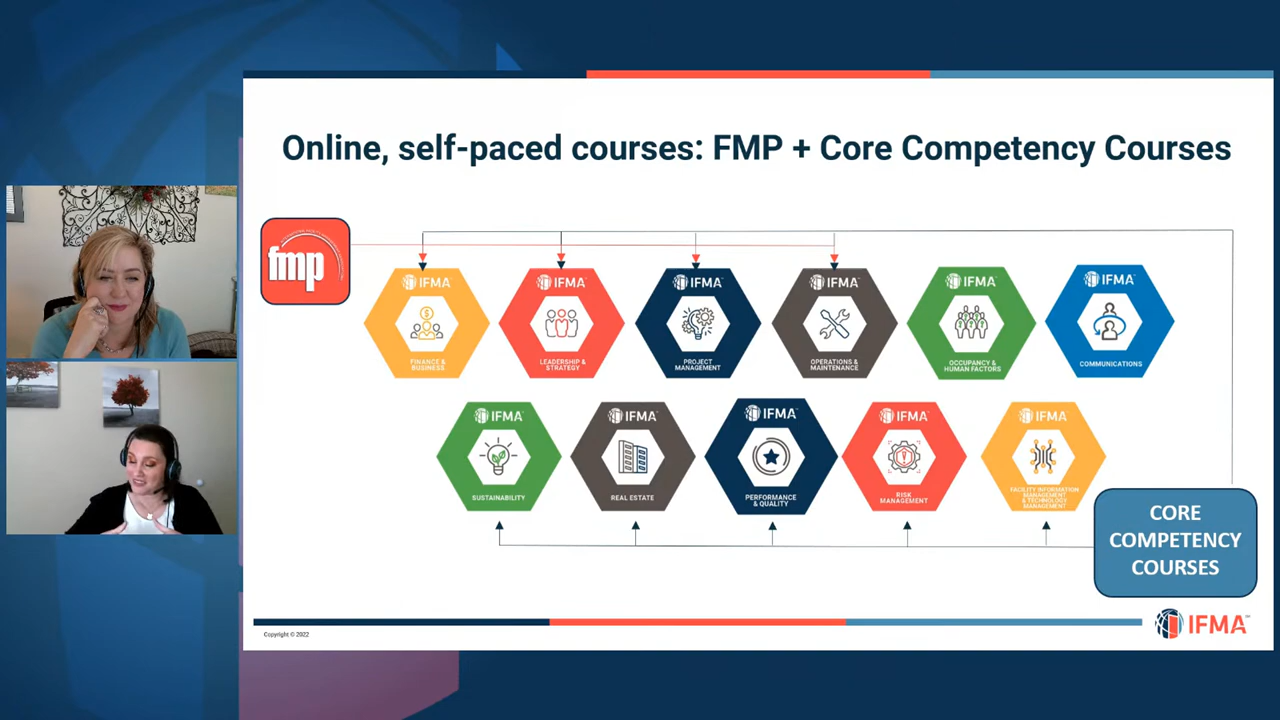 Online, self-paced courses: FMP + Core Competency Courses
fmp
IFMA
FINANCE &
BUSINESS
IFMA
LEADERSHIP &
STRATEGY
IFMA
PROJECT
MANAGEMENT
IFMA
OPERATIONS &
MAINTENANCE
IFMA
OCCUPANCY &
HUMAN FACTORS
IFMA
COMMUNICATIONS
IFMA
SUSTAINABILITY
IFMA
REAL ESTATE
IFMA
PERFORMANCE
& QUALITY
IFMA
RISK
MANAGEMENT
IFMA
FACILITY INFORMATION
MANAGEMENT
& TECHNOLOGY
MANAGEMENT
CORE
COMPETENCY
COURSES
Copyright © 2022
IFMA